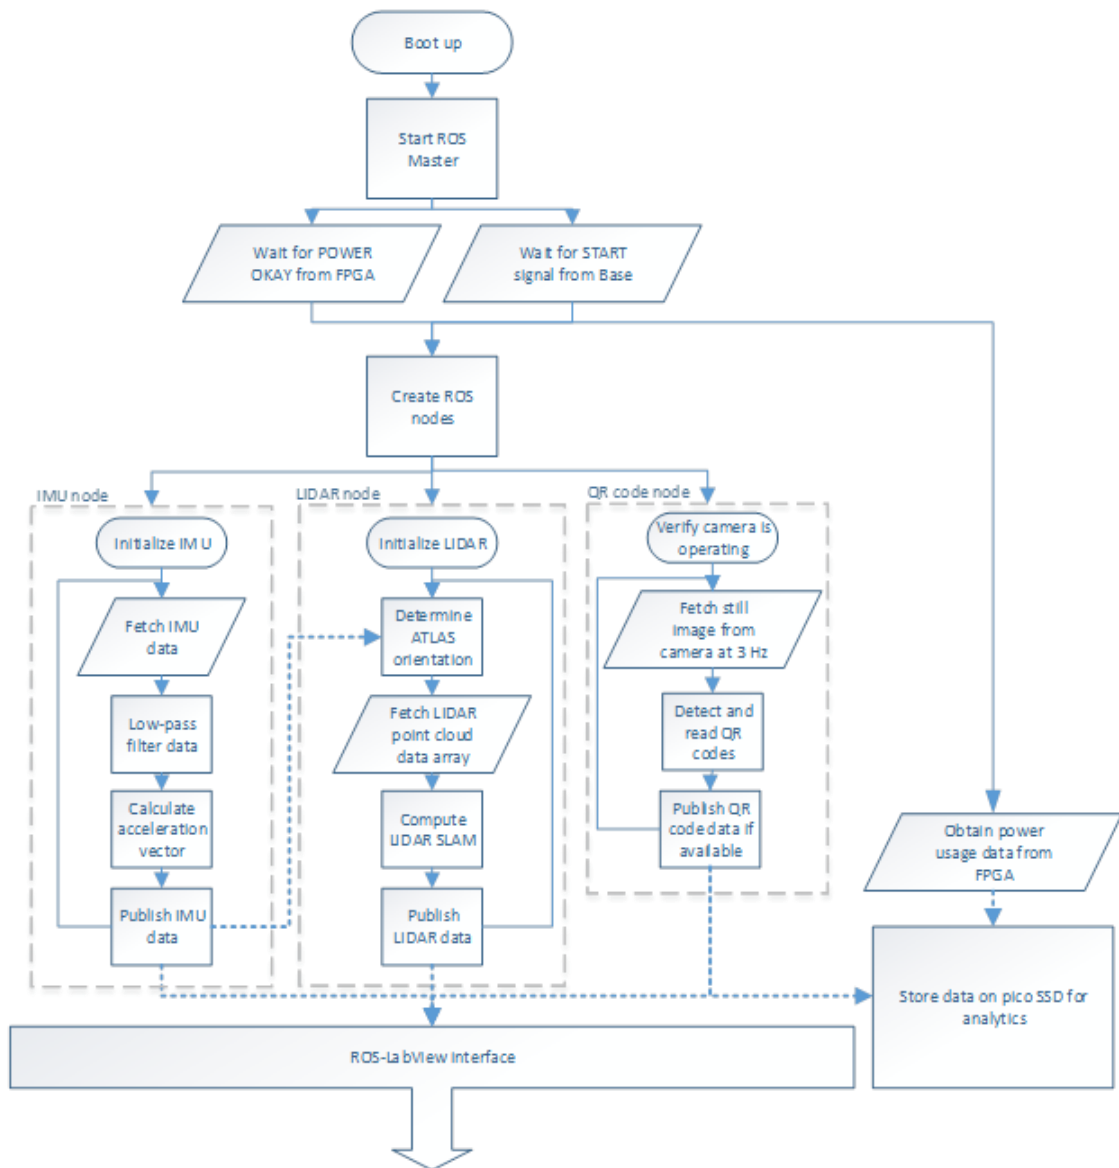 Boot up
Start ROS
Master
Wait for POWER
OKAY from FPGA
Wait for START
signal from Base
Create ROS
nodes
IMU node
LIDAR node
QR code node
Initialize IMU
Fetch IMU
data
Low-pass
filter data
Calculate
acceleration
vector
Publish IMU
data
Initialize LIDAR
Determine
ATLAS
orientation
Fetch LIDAR
point cloud
data array
Compute
LIDAR SLAM
Publish
LIDAR data
Verify camera is
operating
Fetch still
image from
camera at 3 Hz
Detect and
read QR
codes
Publish QR
code data if
available
Obtain power
usage data from
FPGA
Store data on pico SSD for
analytics
ROS-LabView Interface